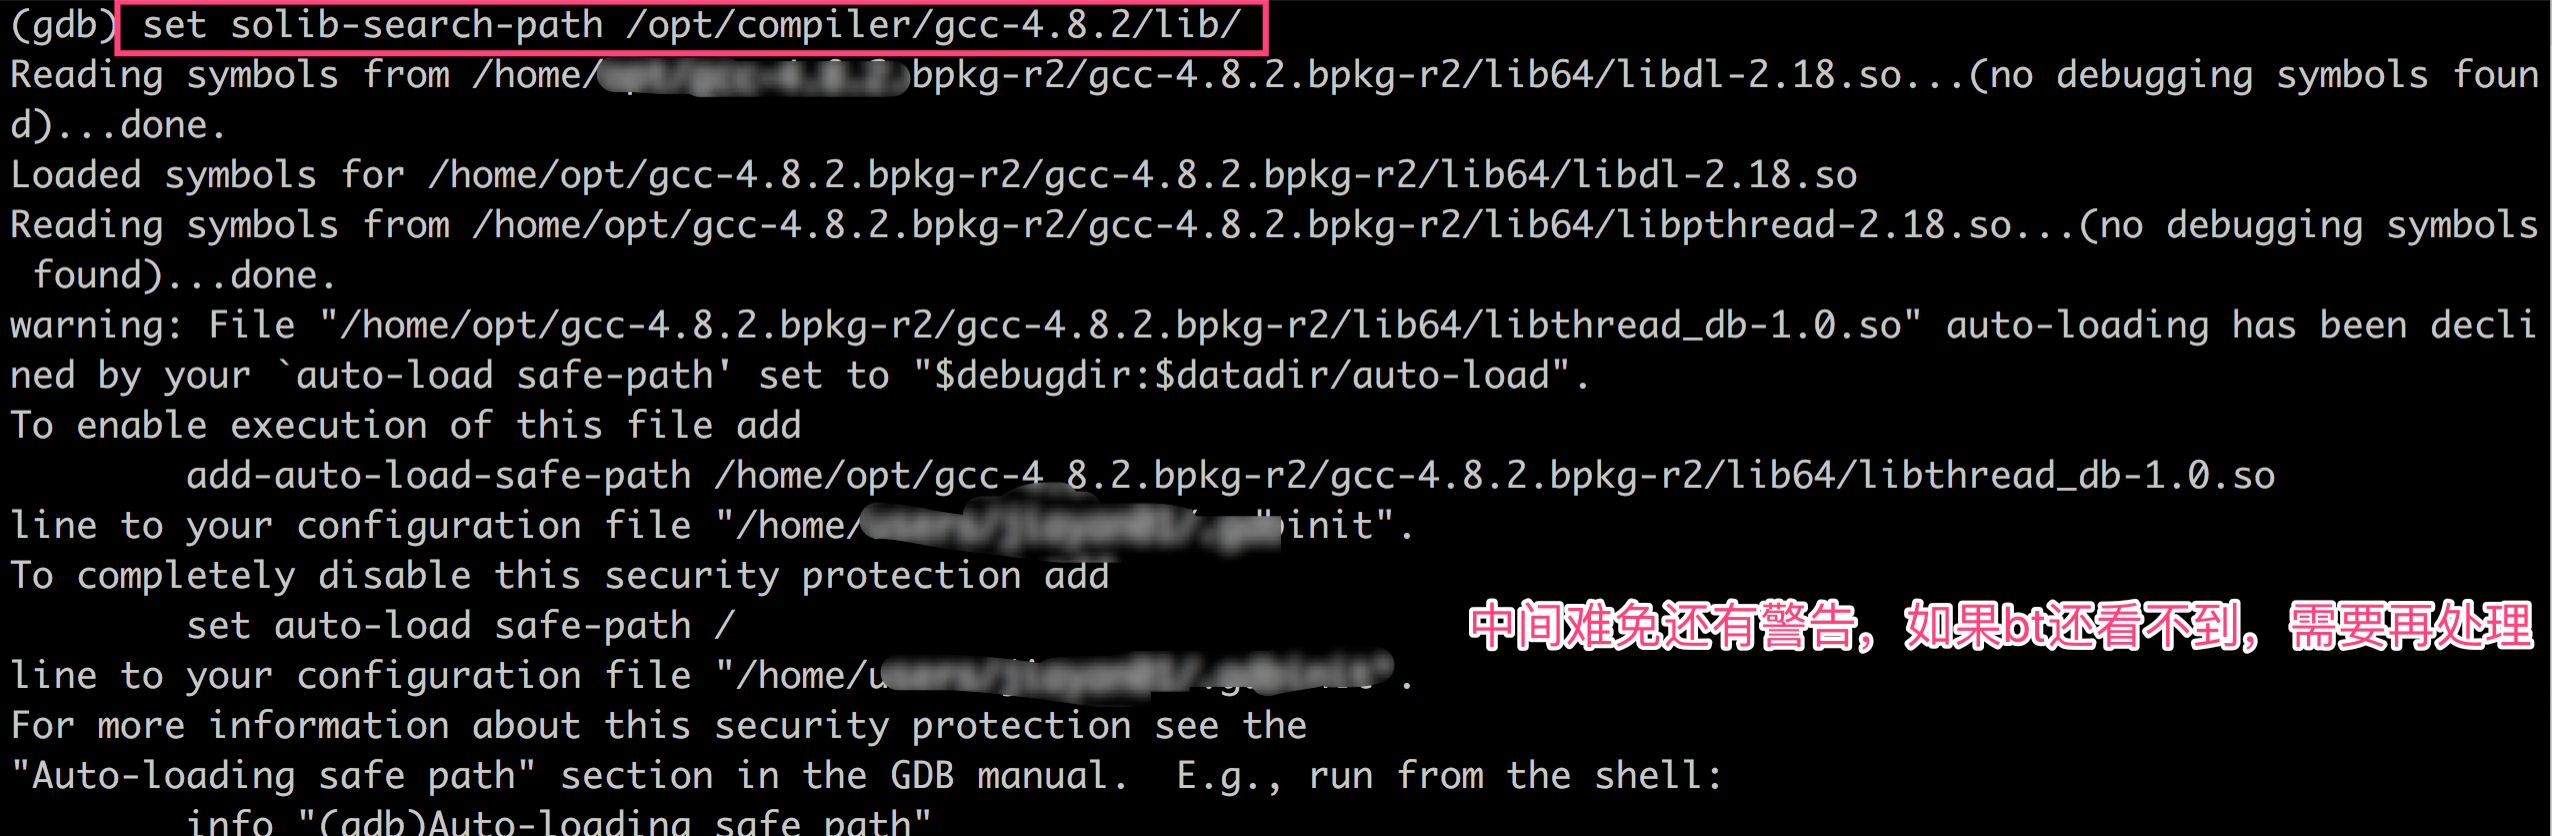 (gdb) set solib-search-path /opt/compiler/gcc-4.8.2/lib/
Reading symbols from /home/ bpkg-r2/gcc-4.8.2.bpkg-r2/lib64/libdl-2.18.so...(no debugging symbols foun
d)...done.
Loaded symbols for /home/opt/gcc-4.8.2.bpkg-r2/gcc-4.8.2.bpkg-r2/lib64/libdl-2.18.so
Reading symbols from /home/opt/gcc-4.8.2.bpkg-r2/gcc-4.8.2.bpkg-r2/lib64/libpthread-2.18.so...(no debugging symbols
 found)...done.
warning: File "/home/opt/gcc-4.8.2.bpkg-r2/gcc-4.8.2.bpkg-r2/lib64/libthread_db-1.0.so" auto-loading has been decli
ned by your `auto-load safe-path' set to "$debugdir:$datadir/auto-load".
To enable execution of this file add
        add-auto-load-safe-path /home/opt/gcc-4.8.2.bpkg-r2/gcc-4.8.2.bpkg-r2/lib64/libthread_db-1.0.so
line to your configuration file "/home/ init".
To completely disable this security protection add
        set auto-load safe-path /
中间难免还有警告，如果bt还看不到，需要再处理
line to your configuration file "/home/u .
For more information about this security protection see the
"Auto-loading safe path" section in the GDB manual.  E.g., run from the shell:
        info "(gdb)Auto-loading safe path"